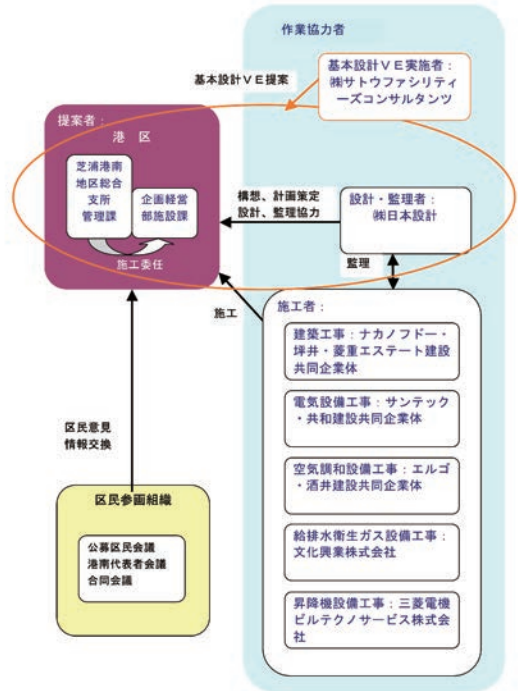 作業協力者
基本設計ＶＥ実施者：
㈱サトウファシリティ
ーズコンサルタンツ
基本設計ＶＥ提案
提案者：
港 区
芝浦港南
地区総合
支所
管理課
企画経営
部施設課
施工委任
構想、計画策定
設計、監理協力
設計・監理者：
㈱日本設計
監理
施工
施工者：
建築工事：ナカノフドー・
坪井・菱重エステート建設
共同企業体
電気設備工事：サンテック
・共和建設共同企業体
空気調和設備工事：エルゴ
・酒井建設共同企業体
給排水衛生ガス設備工事：
文化興業株式会社
昇降機設備工事：三菱電機
ビルテクノサービス株式会
社
区民意見
情報交換
区民参画組織
公募区民会議
港南代表者会議
合同会議